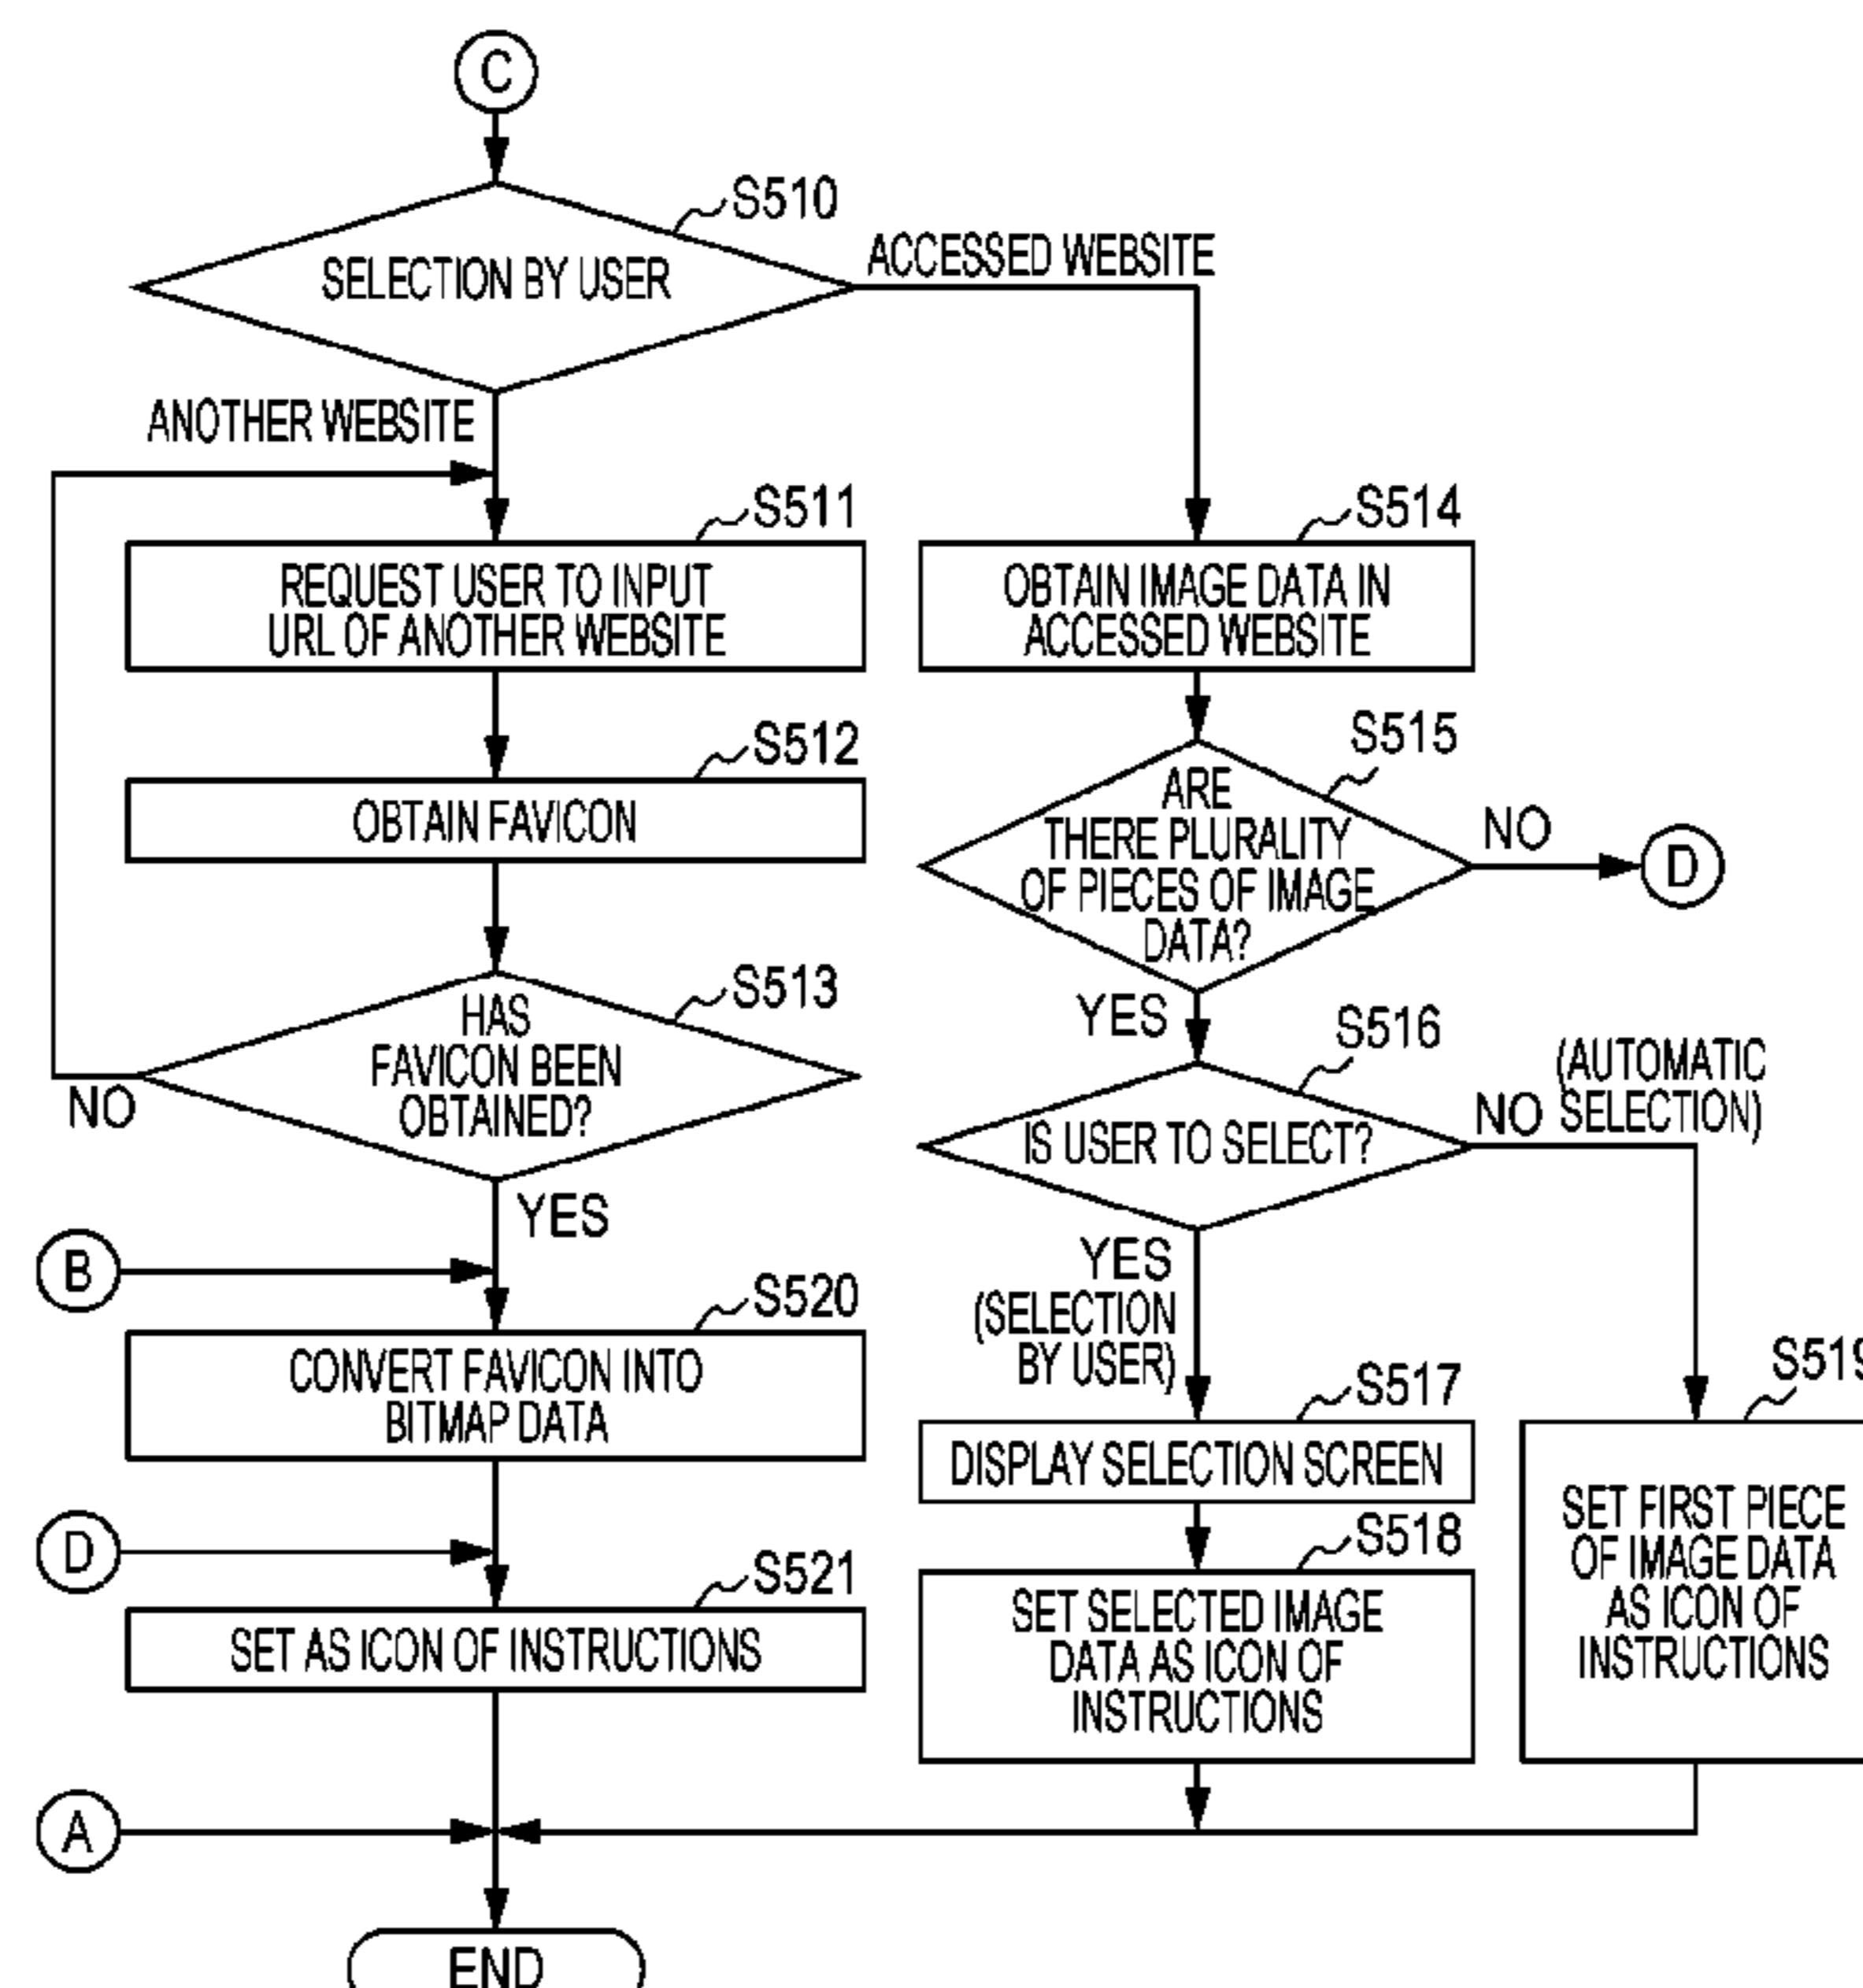 C
S510
SELECTION BY USER
ACCESSED WEBSITE
ANOTHER WEBSITE
S511
REQUEST USER TO INPUT
URL OF ANOTHER WEBSITE
S512
OBTAIN FAVICON
S513
HAS
FAVICON BEEN
OBTAINED?
NO
YES
B
S520
CONVERT FAVICON INTO
BITMAP DATA
D
S521
SET AS ICON OF INSTRUCTIONS
A
END
S514
OBTAIN IMAGE DATA IN
ACCESSED WEBSITE
S515
ARE
THERE PLURALITY
OF PIECES OF IMAGE
DATA?
NO
D
YES
S516
IS USER TO SELECT?
NO
(AUTOMATIC
SELECTION)
YES
(SELECTION
BY USER)
S517
DISPLAY SELECTION SCREEN
S518
SET SELECTED IMAGE
DATA AS ICON OF
INSTRUCTIONS
S519
SET FIRST PIECE
OF IMAGE DATA
AS ICON OF
INSTRUCTIONS